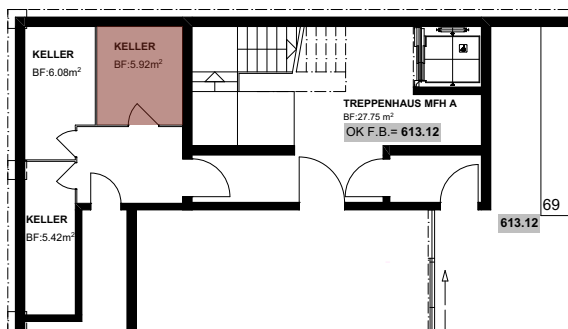 KELLER
BF:6.08m²
KELLER
BF:5.92m²
TREPPENHAUS MFH A
BF:27.75 m²
OK F.B.= 613.12
KELLER
BF:5.42m²
69
613.12